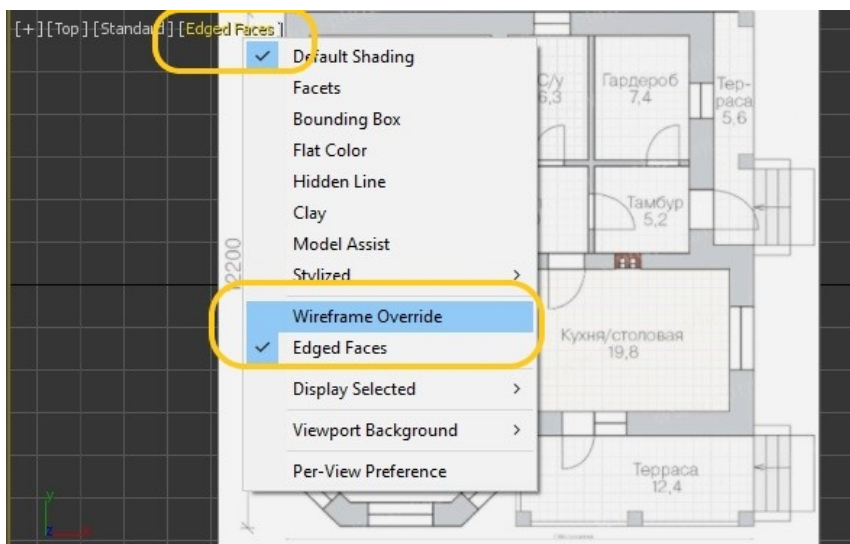 [+] [Top] [Standard] [Edged Faces]
Default Shading
Facets
Bounding Box
Flat Color
Hidden Line
Clay
Model Assist
Stylized
Wireframe Override
Edged Faces
Display Selected
Viewport Background
Per-View Preference
С/у
6,3
Гардероб
7,4
Тер-
раса
5,6
Тамбур
5,2
Кухня/столовая
19,8
Терраса
12,4
y
z